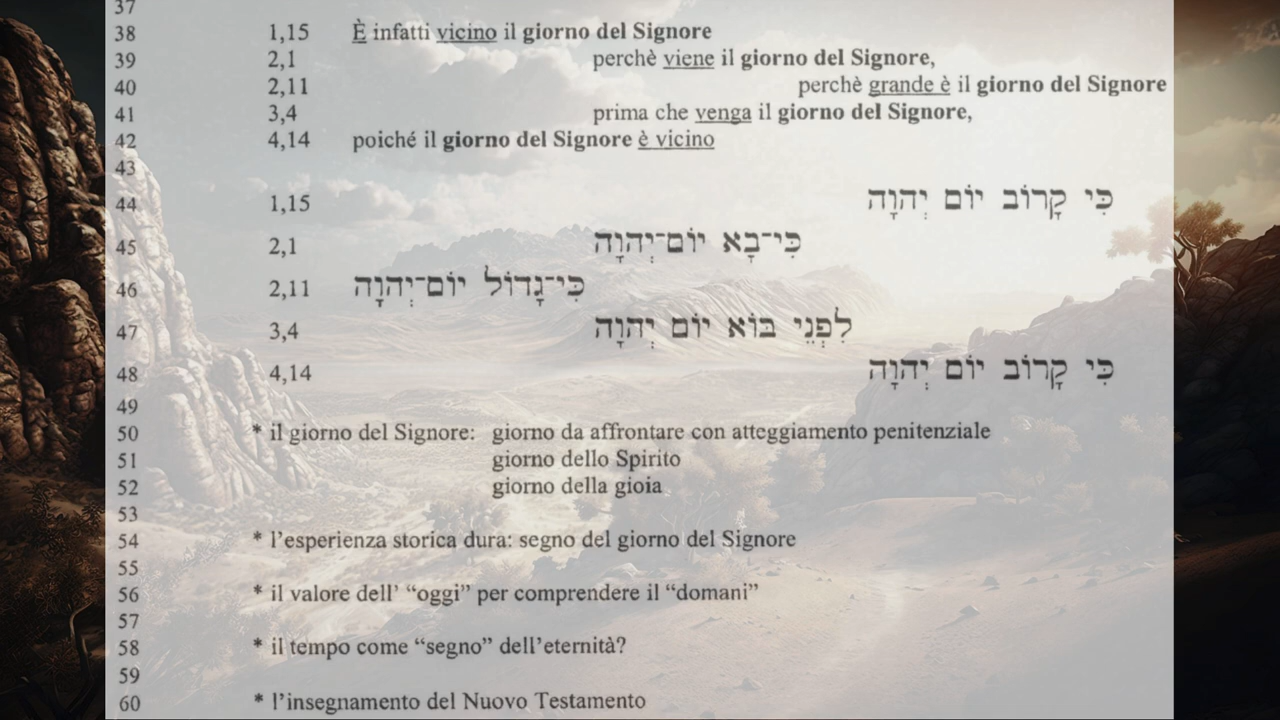 37
38 1,15 È infatti vicino il giorno del Signore
39 2,1 perchè viene il giorno del Signore,
40 2,11 perchè grande è il giorno del Signore
41 3,4 prima che venga il giorno del Signore,
42 4,14 poiché il giorno del Signore è vicino
43
44 1,15 כִּי קָרוֹב יוֹם יְהוָה
45 2,1 כִּי־בָא יוֹם־יְהוָה
46 2,11 כִּי־גָדוֹל יוֹם־יְהוָה
47 3,4 לִפְנֵי בּוֹא יוֹם יְהוָה
48 4,14 כִּי קָרוֹב יוֹם יְהוָה
49
50 * il giorno del Signore: giorno da affrontare con atteggiamento penitenziale
51 giorno dello Spirito
52 giorno della gioia
53
54 * l'esperienza storica dura: segno del giorno del Signore
55
56 * il valore dell' “oggi” per comprendere il “domani”
57
58 * il tempo come “segno” dell'eternità?
59
60 * l'insegnamento del Nuovo Testamento